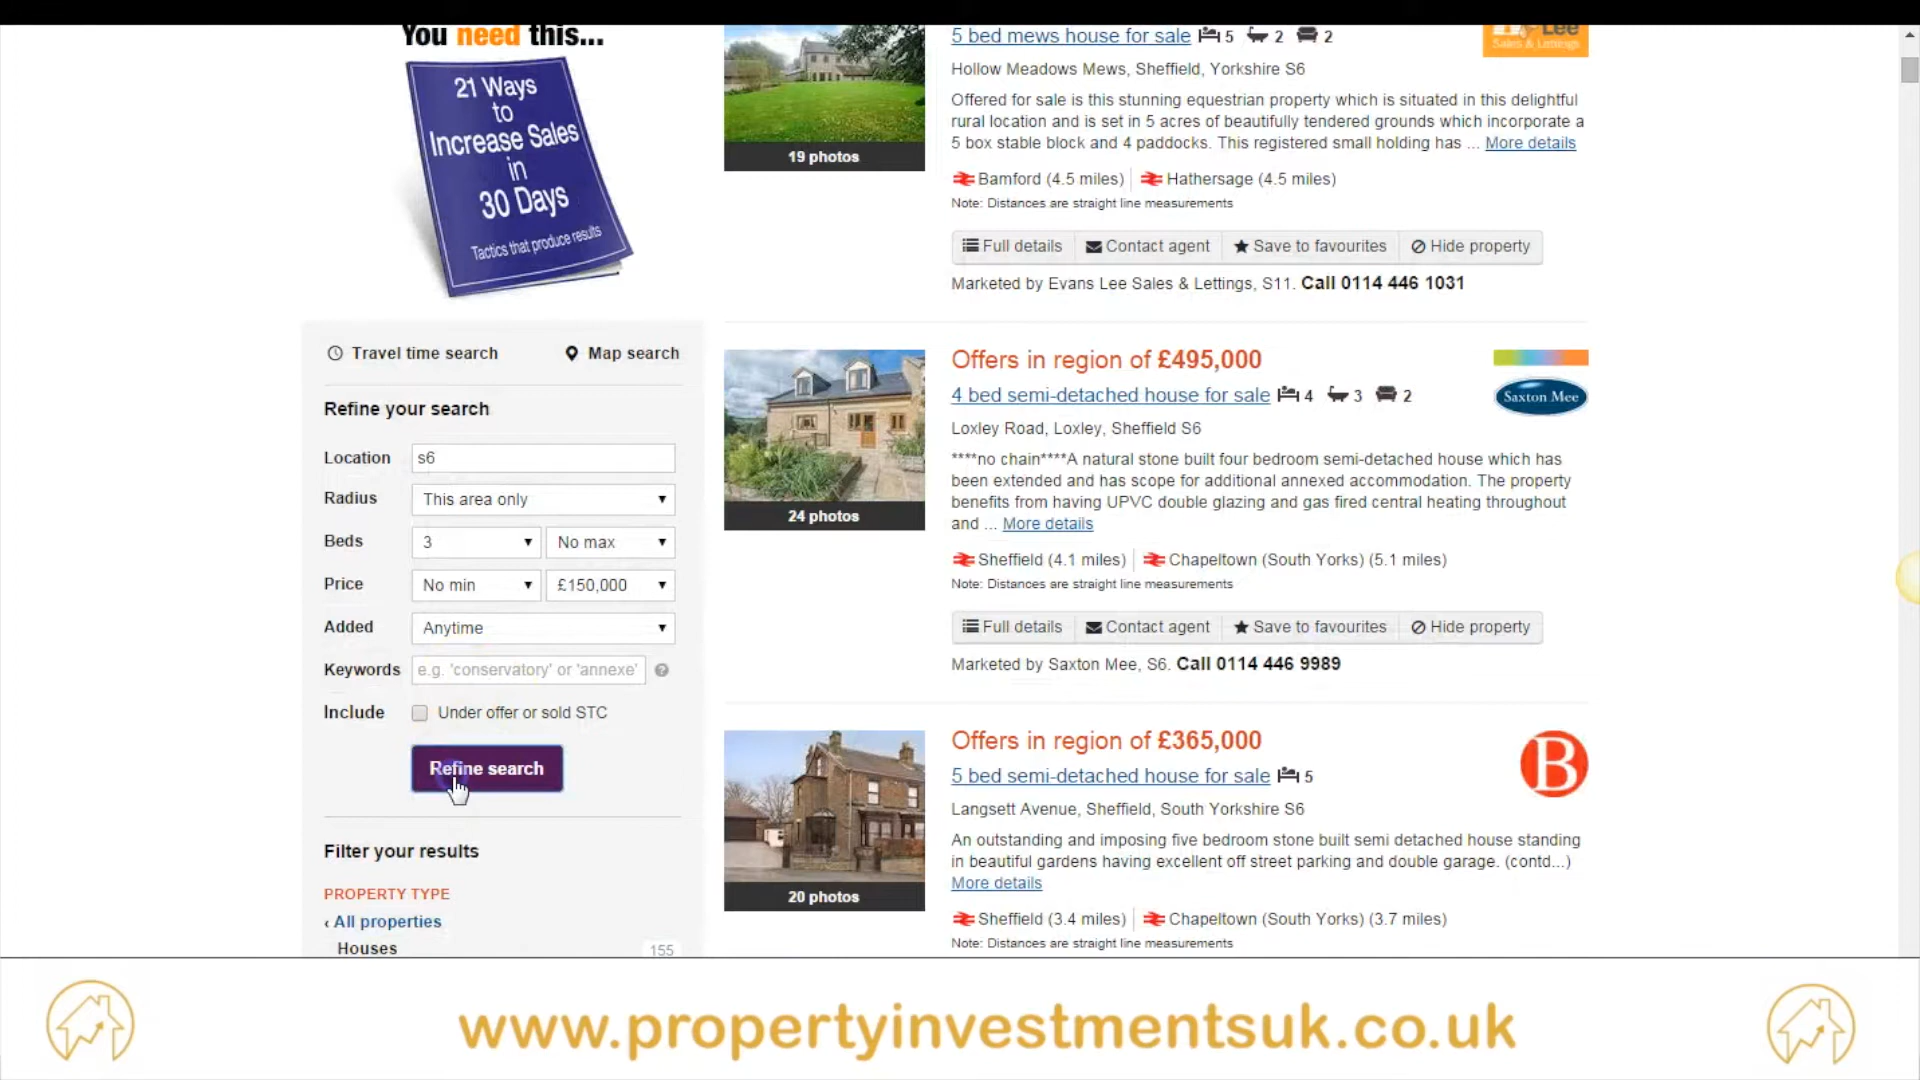 You need this...
21 Ways
to
Increase Sales
in
30 Days
Tactics that produce results
Travel time search
Map search
Refine your search
Location s6
Radius This area only
Beds 3 No max
Price No min £150,000
Added Anytime
Keywords e.g. 'conservatory' or 'annexe' ?
Include Under offer or sold STC
Refine search
Filter your results
PROPERTY TYPE
‹ All properties
Houses 155
19 photos
5 bed mews house for sale 5 2 2
Lee
Sales & Lettings
Hollow Meadows Mews, Sheffield, Yorkshire S6
Offered for sale is this stunning equestrian property which is situated in this delightful
rural location and is set in 5 acres of beautifully tendered grounds which incorporate a
5 box stable block and 4 paddocks. This registered small holding has ... More details
Bamford (4.5 miles) Hathersage (4.5 miles)
Note: Distances are straight line measurements
Full details Contact agent Save to favourites Hide property
Marketed by Evans Lee Sales & Lettings, S11. Call 0114 446 1031
24 photos
Offers in region of £495,000
4 bed semi-detached house for sale 4 3 2
Saxton Mee
Loxley Road, Loxley, Sheffield S6
****no chain****A natural stone built four bedroom semi-detached house which has
been extended and has scope for additional annexed accommodation. The property
benefits from having UPVC double glazing and gas fired central heating throughout
and ... More details
Sheffield (4.1 miles) Chapeltown (South Yorks) (5.1 miles)
Note: Distances are straight line measurements
Full details Contact agent Save to favourites Hide property
Marketed by Saxton Mee, S6. Call 0114 446 9989
20 photos
Offers in region of £365,000
5 bed semi-detached house for sale 5
B
Langsett Avenue, Sheffield, South Yorkshire S6
An outstanding and imposing five bedroom stone built semi detached house standing
in beautiful gardens having excellent off street parking and double garage. (contd...)
More details
Sheffield (3.4 miles) Chapeltown (South Yorks) (3.7 miles)
Note: Distances are straight line measurements
www.propertyinvestmentsuk.co.uk